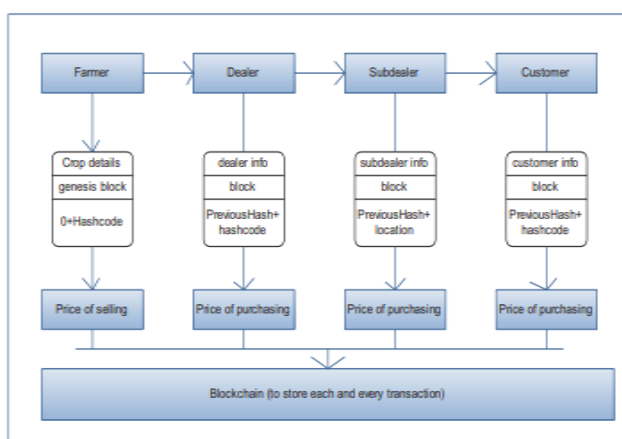 Farmer
Dealer
Subdealer
Customer
Crop details
genesis block
0+Hashcode
dealer info
block
PreviousHash+
hashcode
subdealer info
block
PreviousHash+
location
customer info
block
PreviousHash+
hashcode
Price of selling
Price of purchasing
Price of purchasing
Price of purchasing
Blockchain (to store each and every transaction)